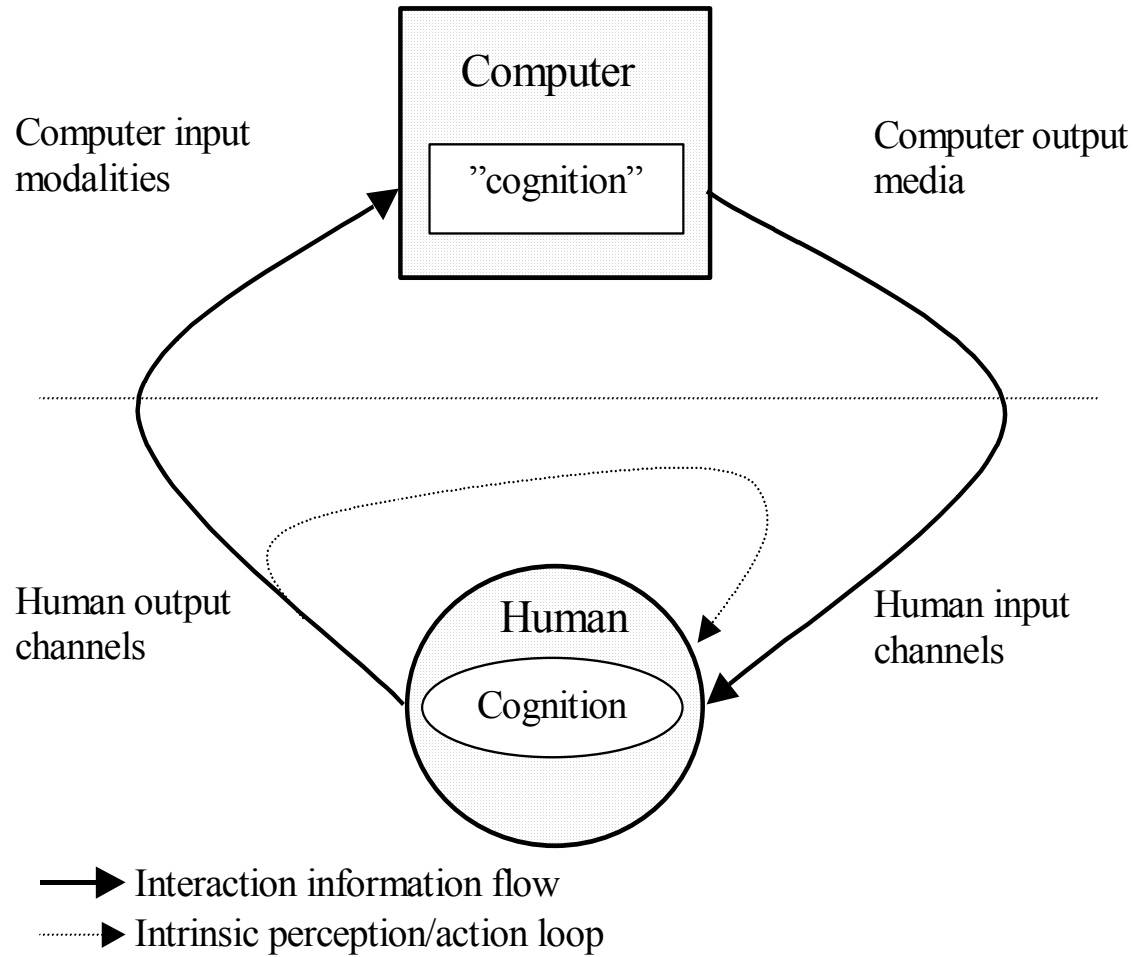 Computer
Computer input
modalities
”cognition”
Computer output
media
Human output
channels
Human
Cognition
Human input
channels
Interaction information flow
Intrinsic perception/action loop